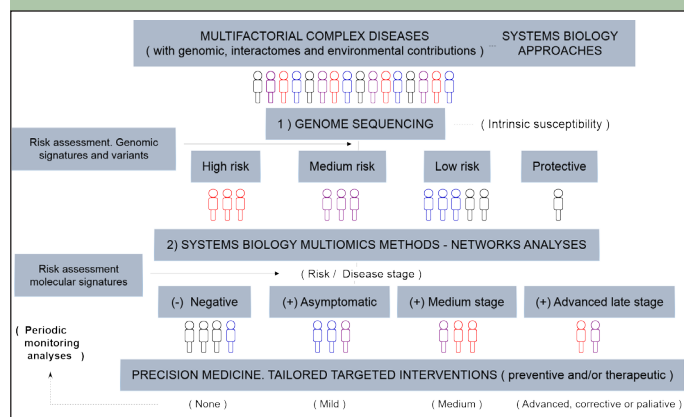 MULTIFACTORIAL COMPLEX DISEASES
( with genomic, interactomes and environmental contributions )
SYSTEMS BIOLOGY
APPROACHES
1 ) GENOME SEQUENCING
( Intrinsic susceptibility )
Risk assessment. Genomic
signatures and variants
High risk
Medium risk
Low risk
Protective
2) SYSTEMS BIOLOGY MULTIOMICS METHODS - NETWORKS ANALYSES
Risk assessment
molecular signatures
(Risk / Disease stage)
(-) Negative
(+) Asymptomatic
(+) Medium stage
(+) Advanced late stage
( Periodic
monitoring
analyses )
PRECISION MEDICINE. TAILORED TARGETED INTERVENTIONS ( preventive and/or therapeutic )
(None)
(Mild)
(Medium)
(Advanced, corrective or paliative)